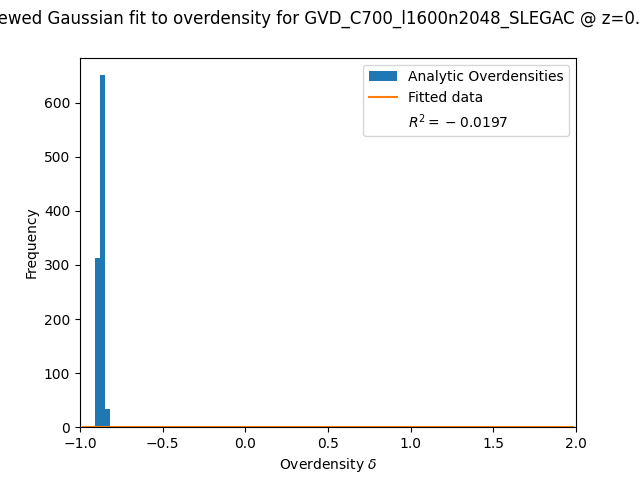 ewed Gaussian fit to overdensity for GVD_C700_l1600n2048_SLEGAC @ z=0.
Analytic Overdensities
Fitted data
R² = − 0.0197
Frequency
600
500
400
300
200
100
0
−1.0 −0.5 0.0 0.5 1.0 1.5 2.0
Overdensity δ